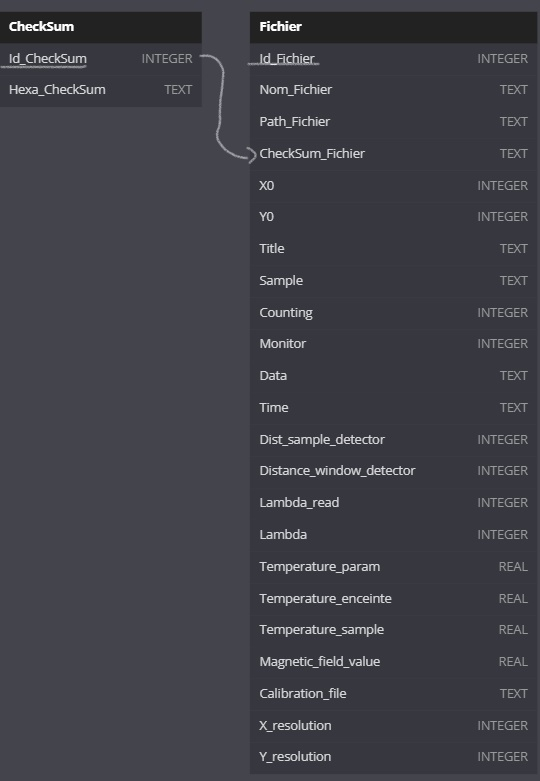 CheckSum
Id_CheckSum INTEGER
Hexa_CheckSum TEXT
Fichier
Id_Fichier INTEGER
Nom_Fichier TEXT
Path_Fichier TEXT
CheckSum_Fichier TEXT
X0 INTEGER
Y0 INTEGER
Title TEXT
Sample TEXT
Counting INTEGER
Monitor INTEGER
Data TEXT
Time TEXT
Dist_sample_detector INTEGER
Distance_window_detector INTEGER
Lambda_read INTEGER
Lambda INTEGER
Temperature_param REAL
Temperature_enceinte REAL
Temperature_sample REAL
Magnetic_field_value REAL
Calibration_file TEXT
X_resolution INTEGER
Y_resolution INTEGER